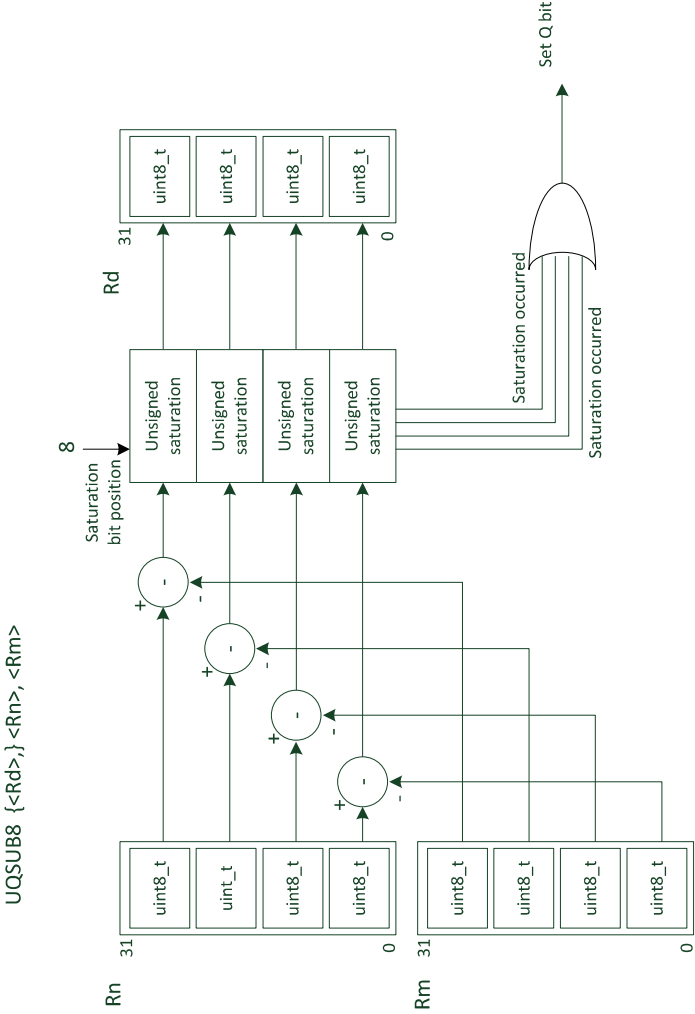 UQSUB8 {<Rd>,} <Rn>, <Rm>
Rn
31
uint8_t
uint_t
uint8_t
uint8_t
0
Rm
31
uint8_t
uint8_t
uint8_t
uint8_t
0
+
-
-
+
-
-
+
-
-
+
-
-
8
Saturation
bit position
Unsigned
saturation
Unsigned
saturation
Unsigned
saturation
Unsigned
saturation
Rd
31
uint8_t
uint8_t
uint8_t
uint8_t
0
Saturation occurred
Saturation occurred
Set Q bit